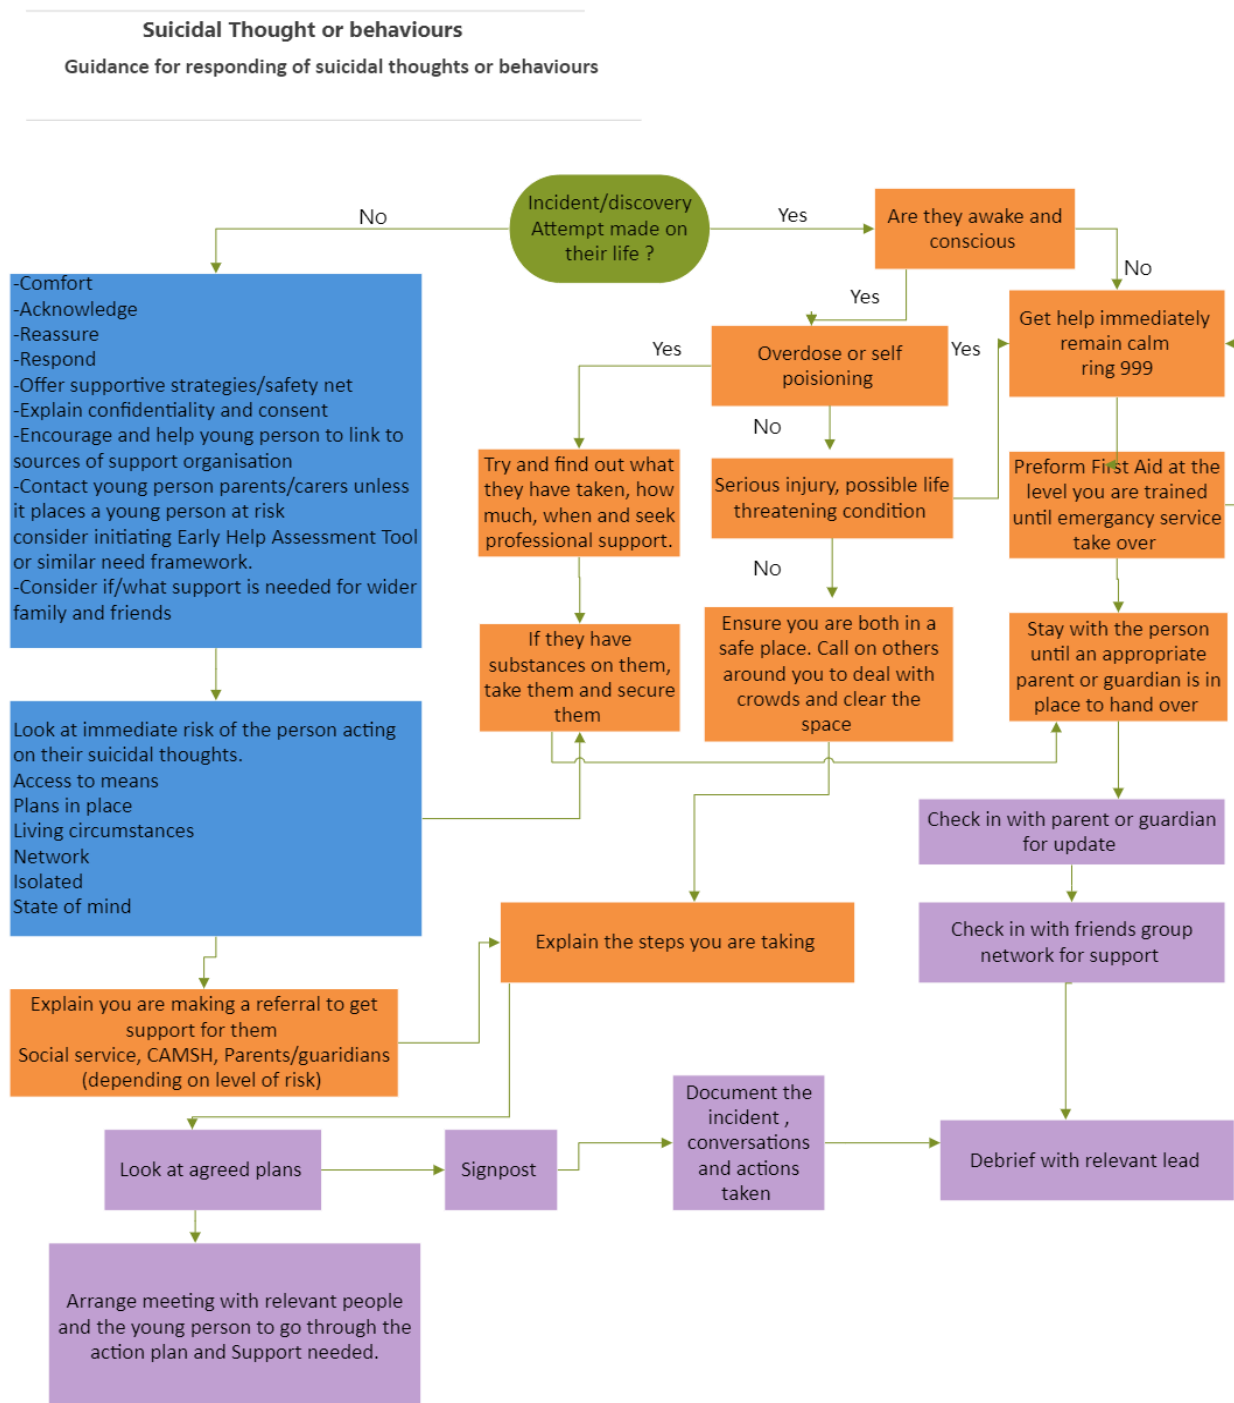 Suicidal Thought or behaviours
Guidance for responding of suicidal thoughts or behaviours
Incident/discovery
Attempt made on
their life ?
No
Yes
Are they awake and
conscious
No
Yes
-Comfort
-Acknowledge
-Reassure
-Respond
-Offer supportive strategies/safety net
-Explain confidentiality and consent
-Encourage and help young person to link to
sources of support organisation
-Contact young person parents/carers unless
it places a young person at risk
consider initiating Early Help Assessment Tool
or similar need framework.
-Consider if/what support is needed for wider
family and friends
Get help immediately
remain calm
ring 999
Yes
Overdose or self
poisioning
Yes
No
Try and find out what
they have taken, how
much, when and seek
professional support.
Serious injury, possible life
threatening condition
No
Preform First Aid at the
level you are trained
until emergancy service
take over
If they have
substances on them,
take them and secure
them
Ensure you are both in a
safe place. Call on others
around you to deal with
crowds and clear the
space
Stay with the person
until an appropriate
parent or guardian is in
place to hand over
Look at immediate risk of the person acting
on their suicidal thoughts.
Access to means
Plans in place
Living circumstances
Network
Isolated
State of mind
Check in with parent or guardian
for update
Explain the steps you are taking
Check in with friends group
network for support
Explain you are making a referral to get
support for them
Social service, CAMSH, Parents/guaridians
(depending on level of risk)
Look at agreed plans
Signpost
Document the
incident ,
conversations
and actions
taken
Debrief with relevant lead
Arrange meeting with relevant people
and the young person to go through the
action plan and Support needed.